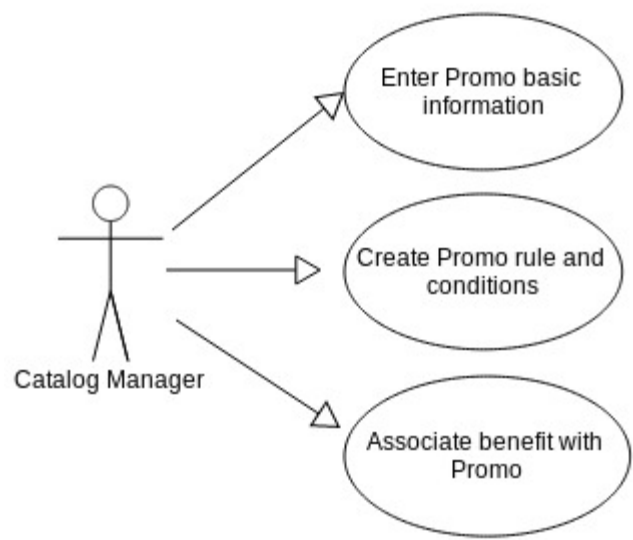 Enter Promo basic
information
Create Promo rule and
conditions
Catalog Manager
Associate benefit with
Promo